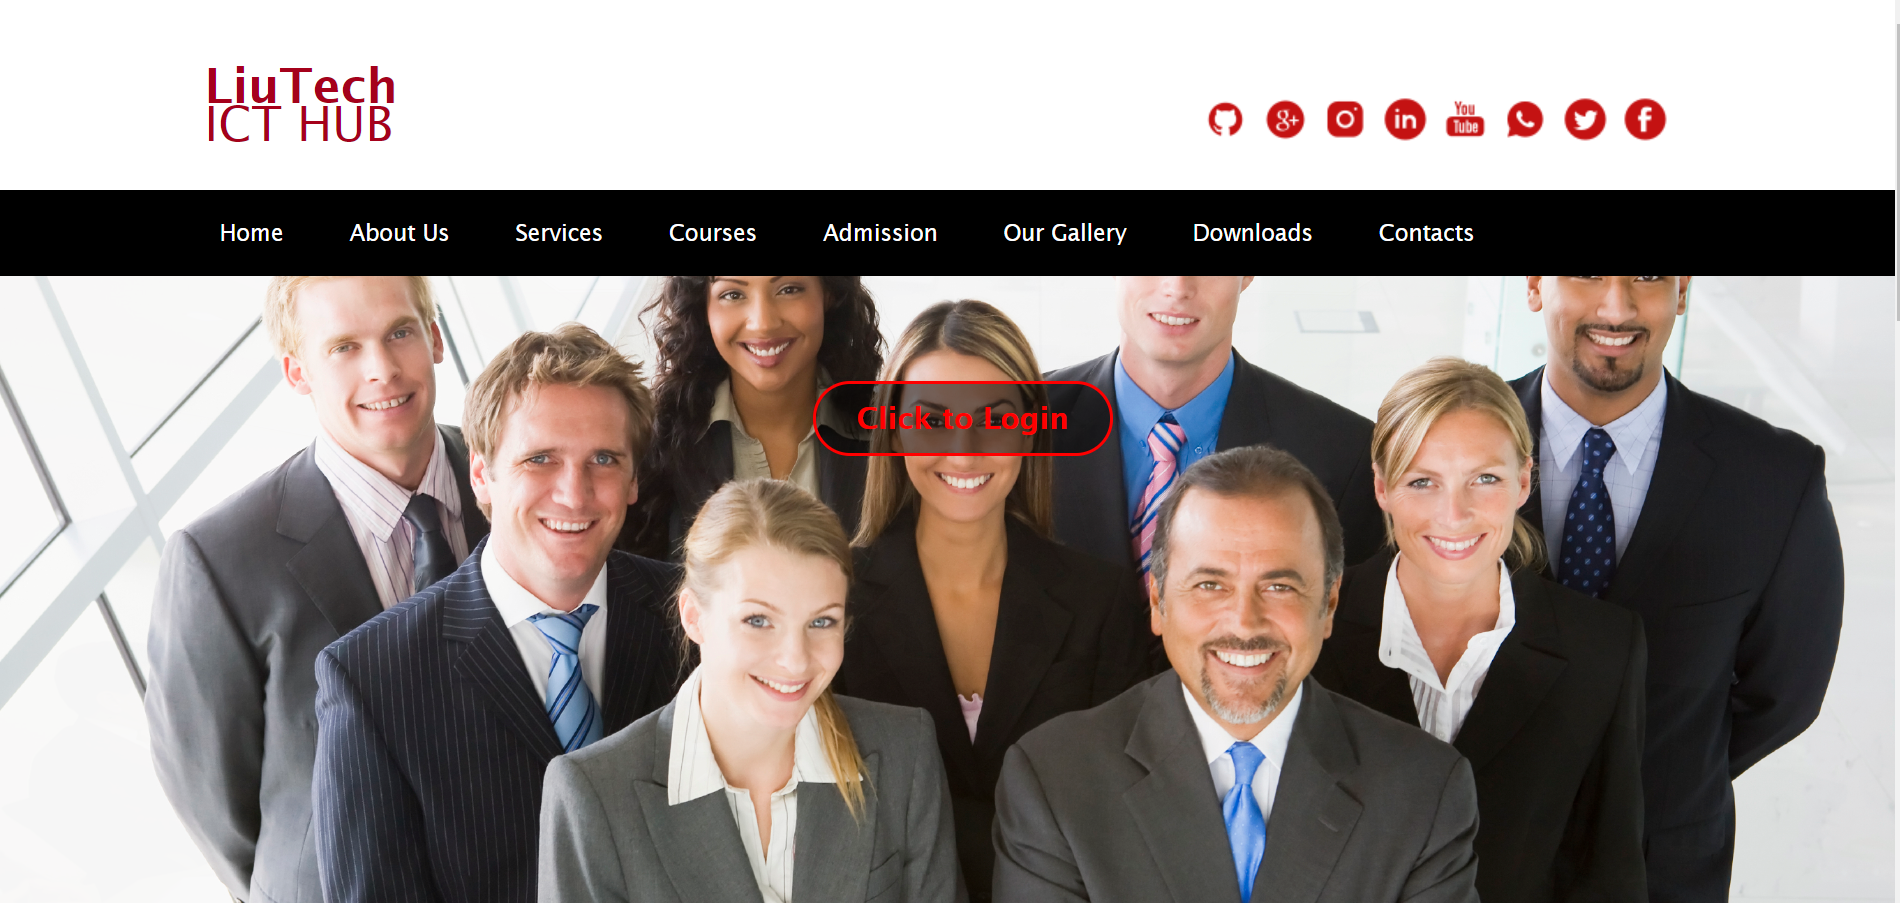 LiuTech
ICT HUB
You
Tube
Home About Us Services Courses Admission Our Gallery Downloads Contacts
Click to Login